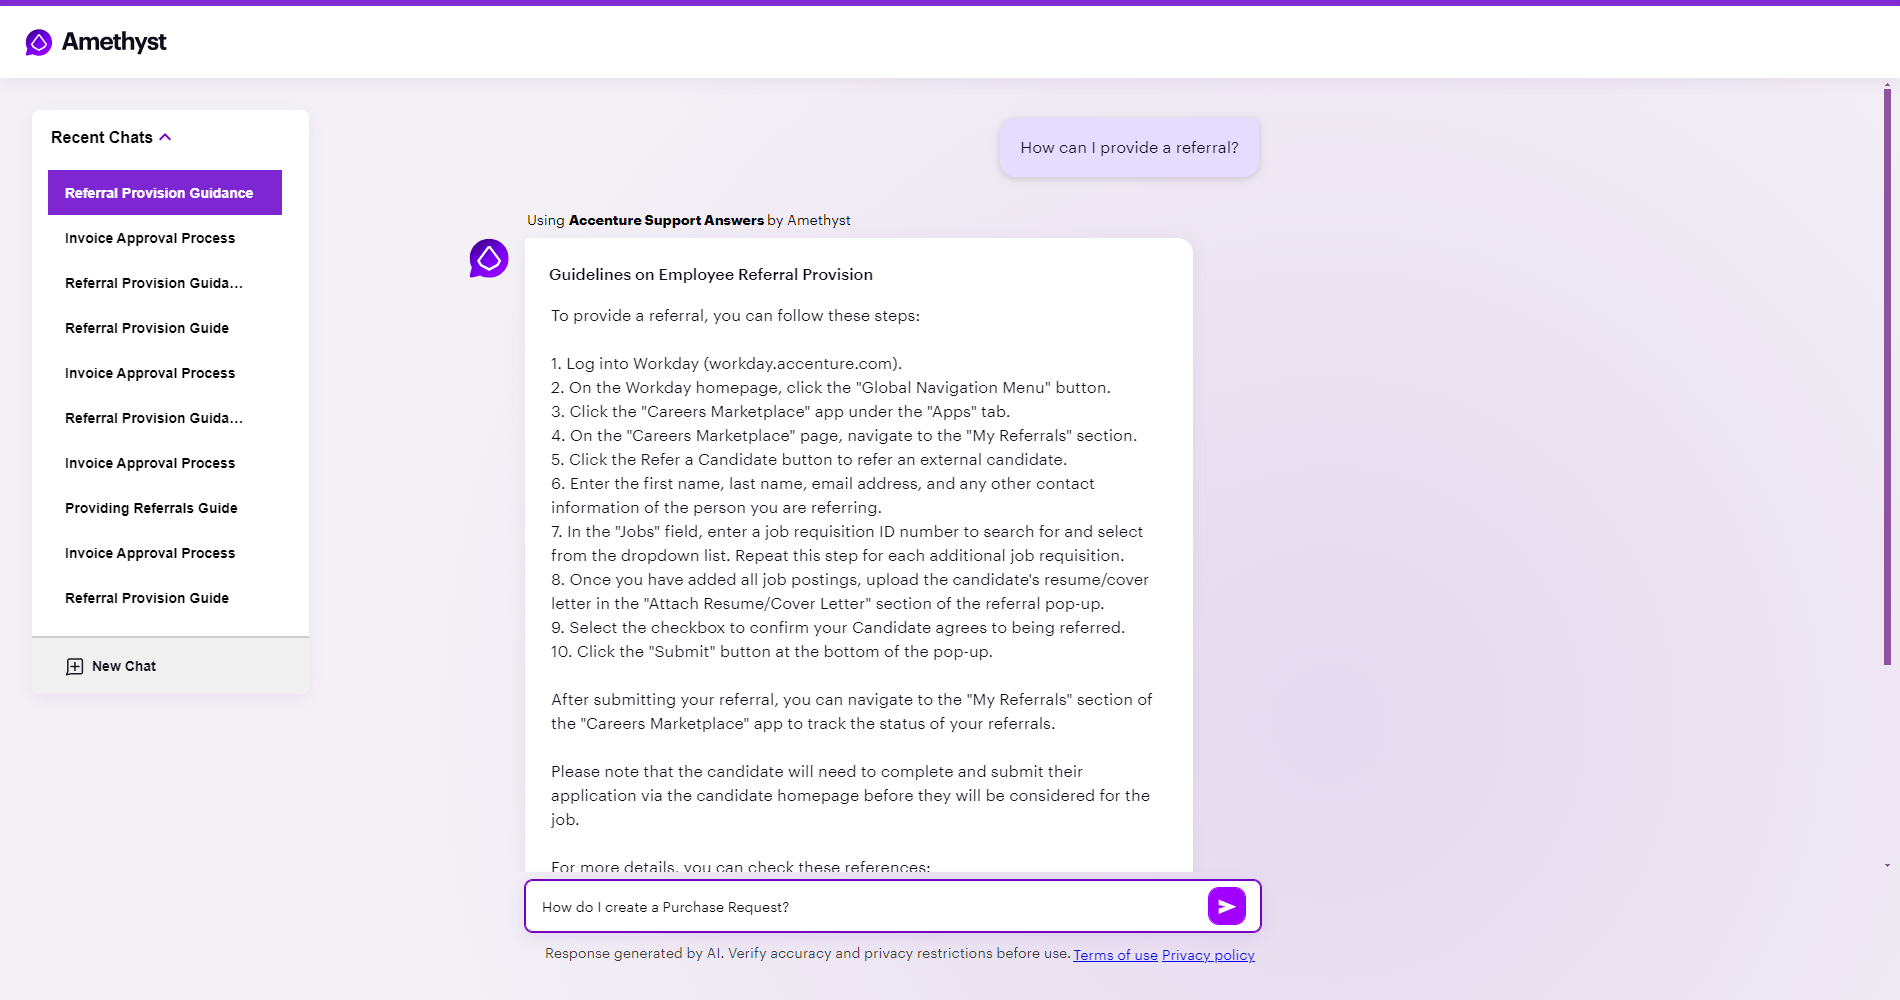 Amethyst
Recent Chats
Referral Provision Guidance
Invoice Approval Process
Referral Provision Guida...
Referral Provision Guide
Invoice Approval Process
Referral Provision Guida...
Invoice Approval Process
Providing Referrals Guide
Invoice Approval Process
Referral Provision Guide
New Chat
How can I provide a referral?
Using Accenture Support Answers by Amethyst
Guidelines on Employee Referral Provision
To provide a referral, you can follow these steps:
1. Log into Workday (workday.accenture.com).
2. On the Workday homepage, click the "Global Navigation Menu" button.
3. Click the "Careers Marketplace" app under the "Apps" tab.
4. On the "Careers Marketplace" page, navigate to the "My Referrals" section.
5. Click the Refer a Candidate button to refer an external candidate.
6. Enter the first name, last name, email address, and any other contact
information of the person you are referring.
7. In the "Jobs" field, enter a job requisition ID number to search for and select
from the dropdown list. Repeat this step for each additional job requisition.
8. Once you have added all job postings, upload the candidate's resume/cover
letter in the "Attach Resume/Cover Letter" section of the referral pop-up.
9. Select the checkbox to confirm your Candidate agrees to being referred.
10. Click the "Submit" button at the bottom of the pop-up.
After submitting your referral, you can navigate to the "My Referrals" section of
the "Careers Marketplace" app to track the status of your referrals.
Please note that the candidate will need to complete and submit their
application via the candidate homepage before they will be considered for the
job.
For more details, you can check these references:
How do I create a Purchase Request?
Response generated by AI. Verify accuracy and privacy restrictions before use. Terms of use Privacy policy